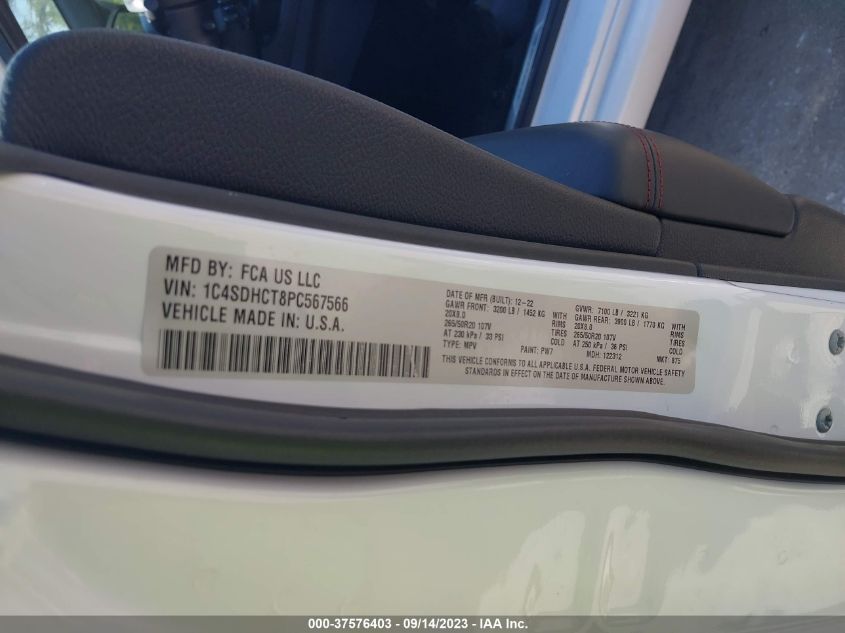 MFD BY: FCA US LLC
VIN: 1C4SDHCT8PC567566
VEHICLE MADE IN: U.S.A.
DATE OF MFR (BUILT): 12-22 GVWR: 7100 LB / 3221 KG
GAWR FRONT: 3200 LB / 1452 KG WITH GAWR REAR: 3900 LB / 1770 KG WITH
20X8.0 RIMS 20X8.0 RIMS
265/50R20 107V TIRES 265/50R20 107V TIRES
AT 230 kPa / 33 PSI COLD AT 250 kPa / 36 PSI COLD
TYPE: MPV PAINT: PW7 MDH: 122312 MKT: 875
THIS VEHICLE CONFORMS TO ALL APPLICABLE U.S.A. FEDERAL MOTOR VEHICLE SAFETY
STANDARDS IN EFFECT ON THE DATE OF MANUFACTURE SHOWN ABOVE.
000-37576403 - 09/14/2023 - IAA Inc.